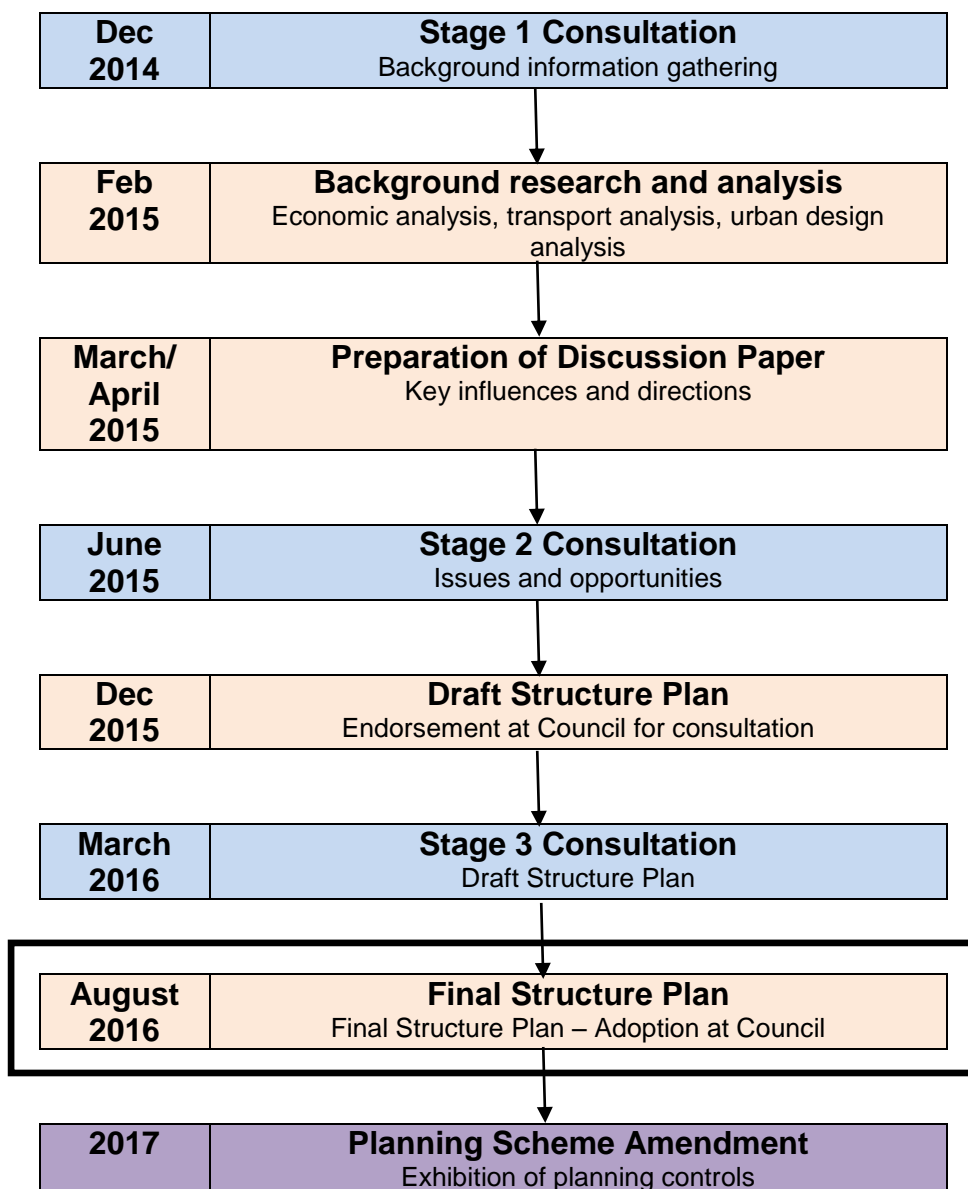 Dec
2014
Stage 1 Consultation
Background information gathering
Feb
2015
Background research and analysis
Economic analysis, transport analysis, urban design
analysis
March/
April
2015
Preparation of Discussion Paper
Key influences and directions
June
2015
Stage 2 Consultation
Issues and opportunities
Dec
2015
Draft Structure Plan
Endorsement at Council for consultation
March
2016
Stage 3 Consultation
Draft Structure Plan
August
2016
Final Structure Plan
Final Structure Plan – Adoption at Council
2017
Planning Scheme Amendment
Exhibition of planning controls